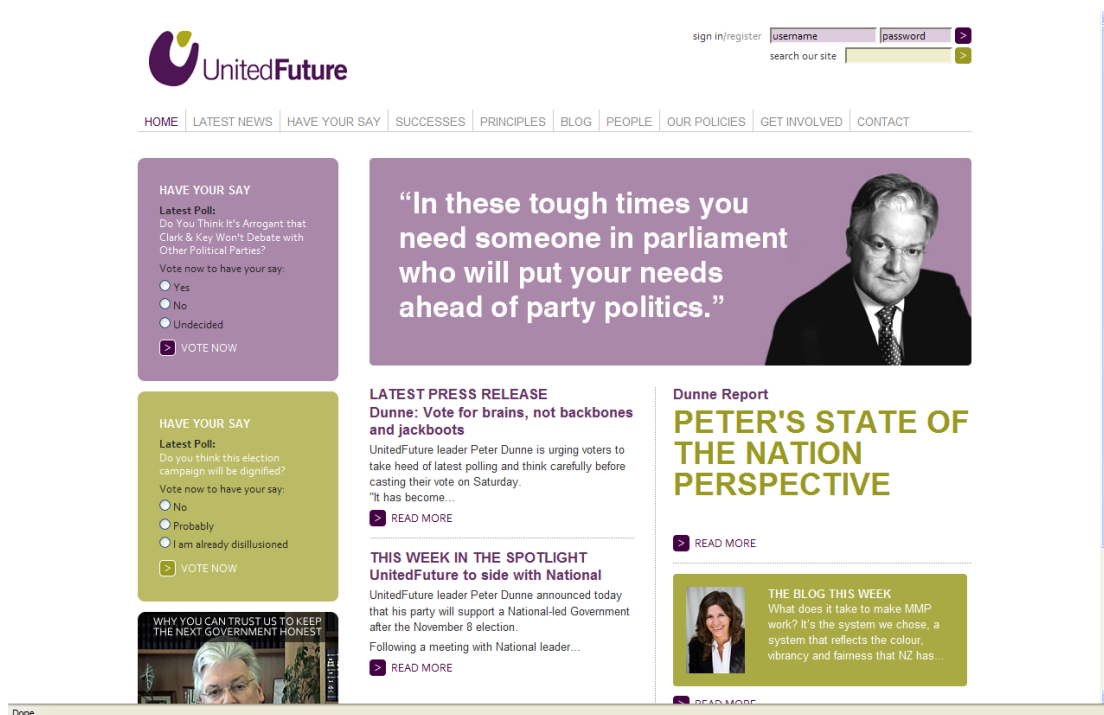 UnitedFuture
sign in/register username password >
search our site >
HOME LATEST NEWS HAVE YOUR SAY SUCCESSES PRINCIPLES BLOG PEOPLE OUR POLICIES GET INVOLVED CONTACT
HAVE YOUR SAY
Latest Poll:
Do You Think It's Arrogant that
Clark & Key Won't Debate with
Other Political Parties?
Vote now to have your say:
Yes
No
Undecided
> VOTE NOW
HAVE YOUR SAY
Latest Poll:
Do you think this election
campaign will be dignified?
Vote now to have your say:
No
Probably
I am already disillusioned
> VOTE NOW
WHY YOU CAN TRUST US TO KEEP
THE NEXT GOVERNMENT HONEST
“In these tough times you
need someone in parliament
who will put your needs
ahead of party politics.”
LATEST PRESS RELEASE
Dunne: Vote for brains, not backbones
and jackboots
UnitedFuture leader Peter Dunne is urging voters to
take heed of latest polling and think carefully before
casting their vote on Saturday.
"It has become...
> READ MORE
THIS WEEK IN THE SPOTLIGHT
UnitedFuture to side with National
UnitedFuture leader Peter Dunne announced today
that his party will support a National-led Government
after the November 8 election.
Following a meeting with National leader...
> READ MORE
Dunne Report
PETER'S STATE OF
THE NATION
PERSPECTIVE
> READ MORE
THE BLOG THIS WEEK
What does it take to make MMP
work? It's the system we chose, a
system that reflects the colour,
vibrancy and fairness that NZ has...
READ MORE
Done